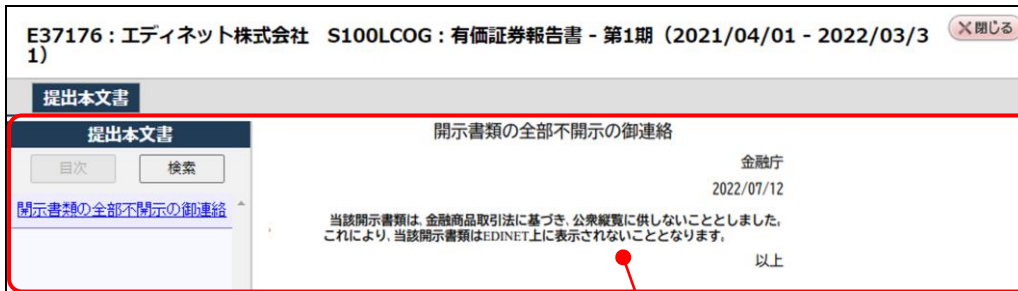 E37176：エディネット株式会社　S100LCOG：有価証券報告書 - 第1期（2021/04/01 - 2022/03/3
1）
閉じる
提出本文書
提出本文書
目次
検索
開示書類の全部不開示の御連絡
開示書類の全部不開示の御連絡
金融庁
2022/07/12
当該開示書類は、金融商品取引法に基づき、公衆縦覧に供しないこととしました。
これにより、当該開示書類はEDINET上に表示されないこととなります。
以上